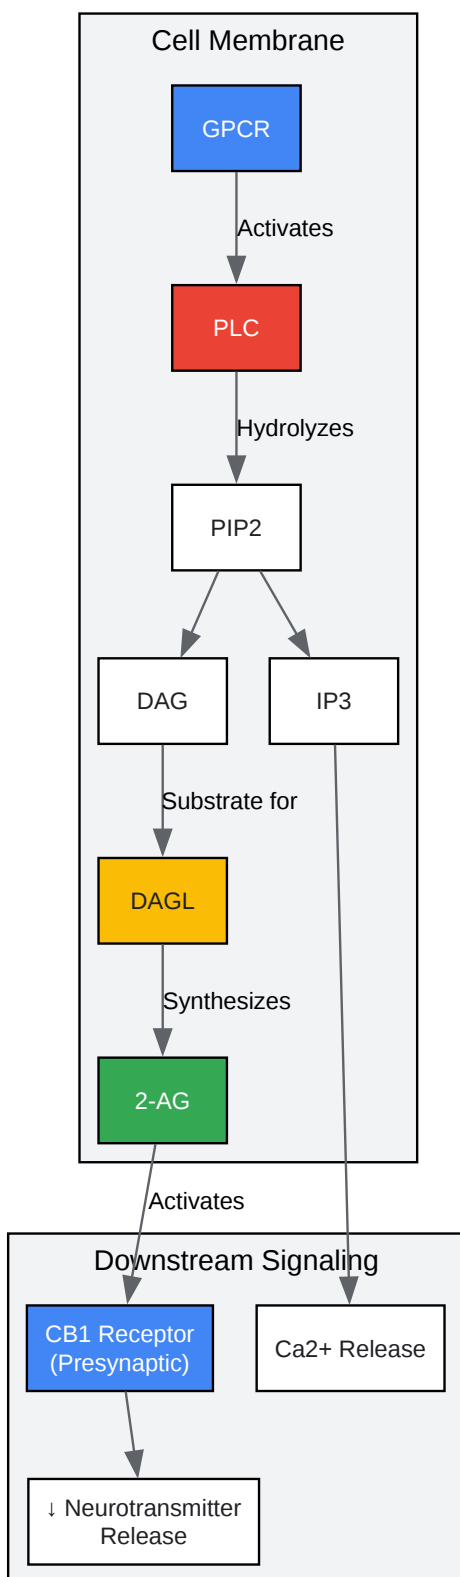 Cell Membrane
GPCR
Activates
PLC
Hydrolyzes
PIP2
DAG
IP3
Substrate for
DAGL
Synthesizes
2-AG
Activates
Downstream Signaling
CB1 Receptor
(Presynaptic)
Ca2+ Release
↓ Neurotransmitter
Release